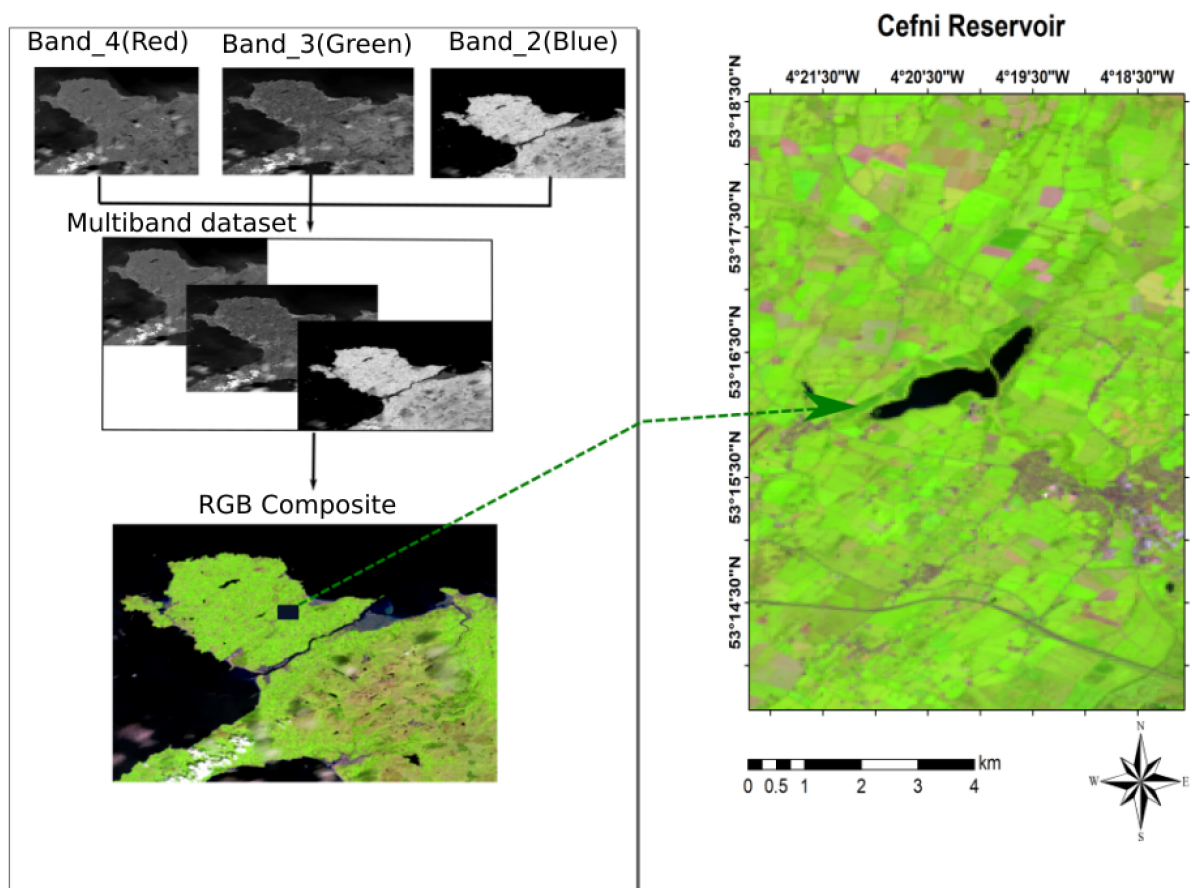 Band_4(Red)
Band_3(Green)
Band_2(Blue)
Multiband dataset
RGB Composite
Cefni Reservoir
4°21'30"W 4°20'30"W 4°19'30"W 4°18'30"W
53°18'30"N
53°17'30"N
53°16'30"N
53°15'30"N
53°14'30"N
km
0 0.5 1 2 3 4
N
W
E
S